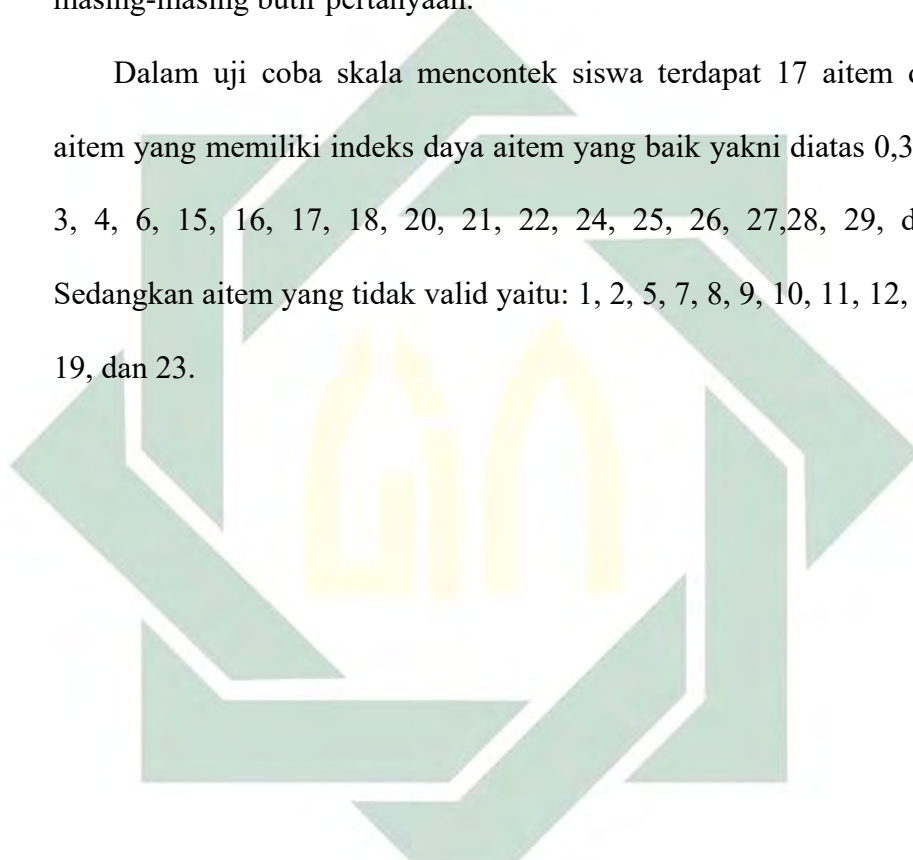 masing-masing butir pertanyaan.
Dalam uji coba skala mencontek siswa terdapat 17 aitem
aitem yang memiliki indeks daya aitem yang baik yakni diatas 0,3
3, 4, 6, 15, 16, 17, 18, 20, 21, 22, 24, 25, 26, 27,28, 29,
Sedangkan aitem yang tidak valid yaitu: 1, 2, 5, 7, 8, 9, 10, 11, 12,
19, dan 23.